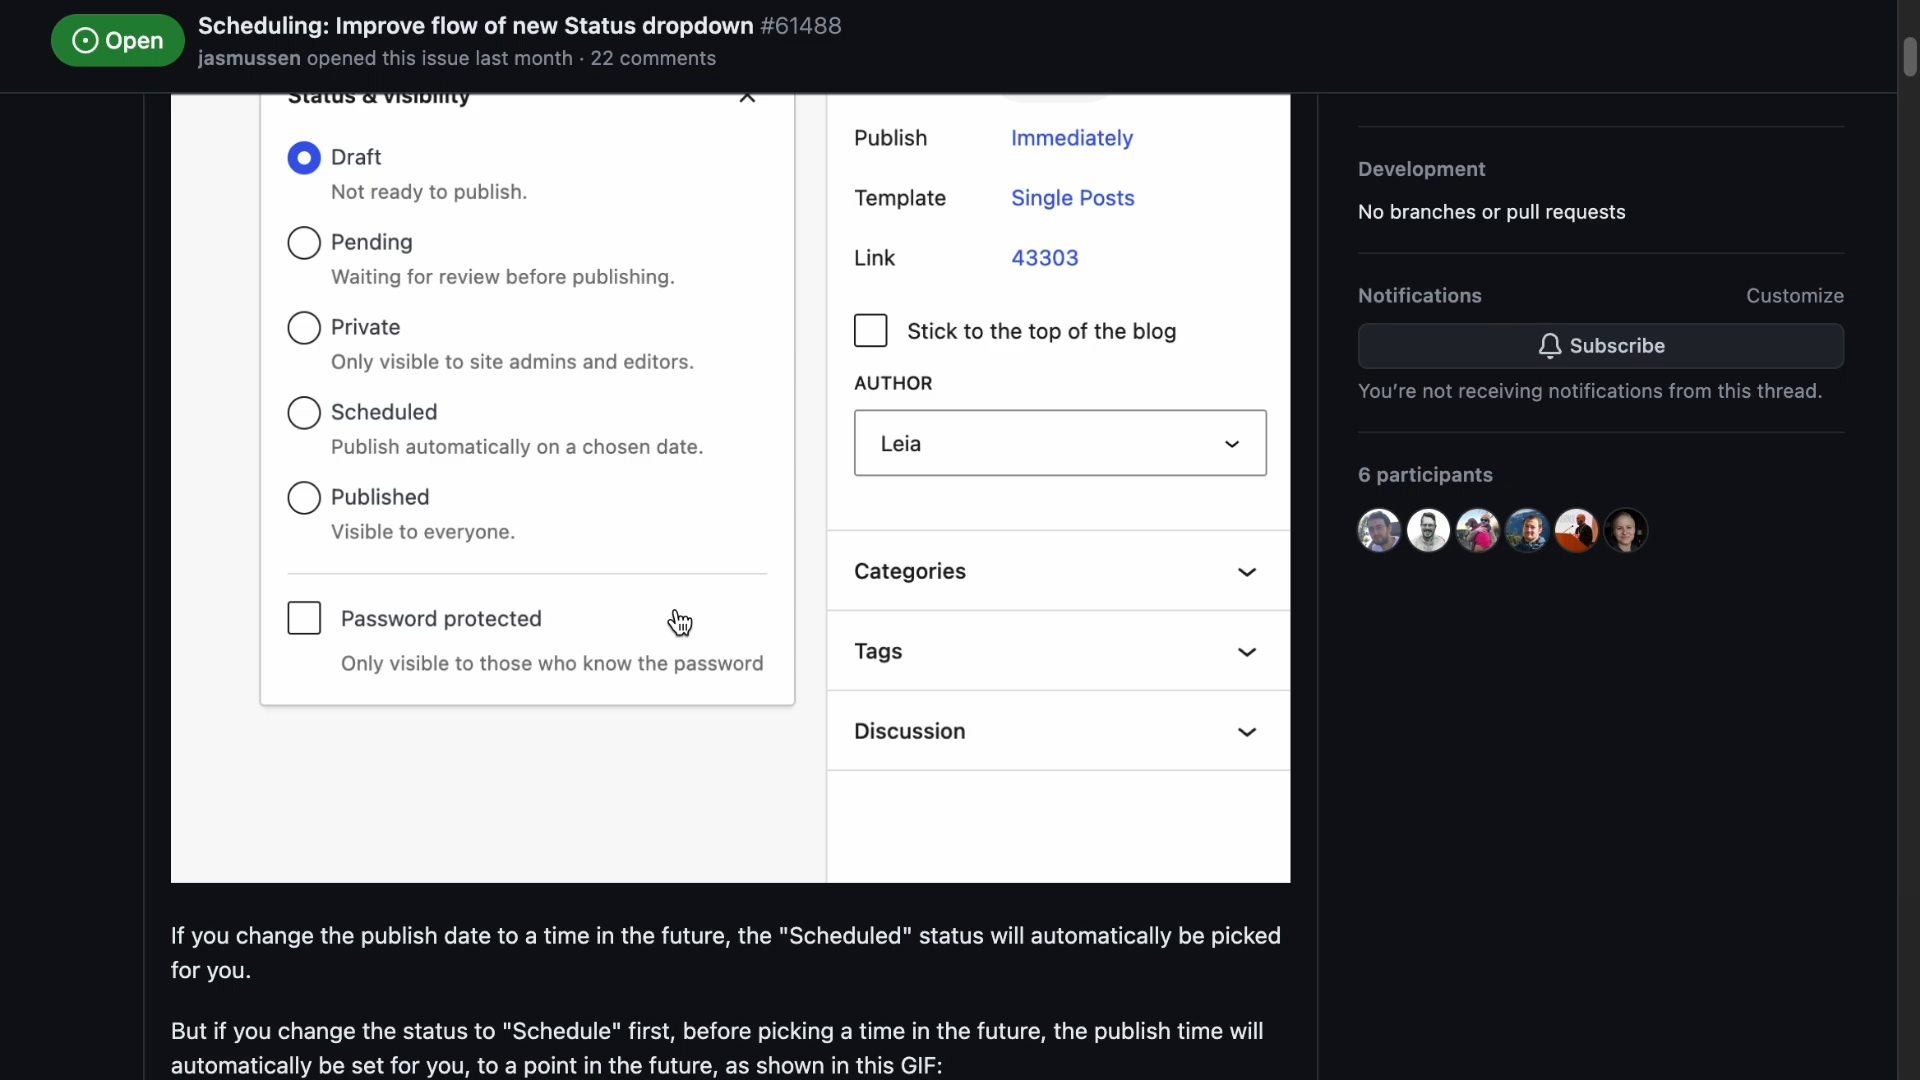 Open
Scheduling: Improve flow of new Status dropdown #61488
jasmussen opened this issue last month · 22 comments
Status & visibility
Draft
Not ready to publish.
Pending
Waiting for review before publishing.
Private
Only visible to site admins and editors.
Scheduled
Publish automatically on a chosen date.
Published
Visible to everyone.
Password protected
Only visible to those who know the password
Publish Immediately
Template Single Posts
Link 43303
Stick to the top of the blog
AUTHOR
Leia
Categories
Tags
Discussion
If you change the publish date to a time in the future, the "Scheduled" status will automatically be picked
for you.
But if you change the status to "Schedule" first, before picking a time in the future, the publish time will
automatically be set for you, to a point in the future, as shown in this GIF:
Development
No branches or pull requests
Notifications Customize
Subscribe
You're not receiving notifications from this thread.
6 participants